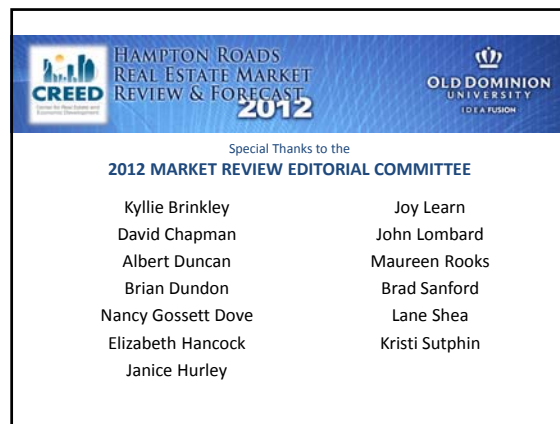 HAMPTON ROADS
REAL ESTATE MARKET
REVIEW & FORECAST
2012
CREED
Center for Real Estate and
Economic Development
OLD DOMINION
UNIVERSITY
IDEA FUSION
Special Thanks to the
2012 MARKET REVIEW EDITORIAL COMMITTEE
Kyllie Brinkley
David Chapman
Albert Duncan
Brian Dundon
Nancy Gossett Dove
Elizabeth Hancock
Janice Hurley
Joy Learn
John Lombard
Maureen Rooks
Brad Sanford
Lane Shea
Kristi Sutphin